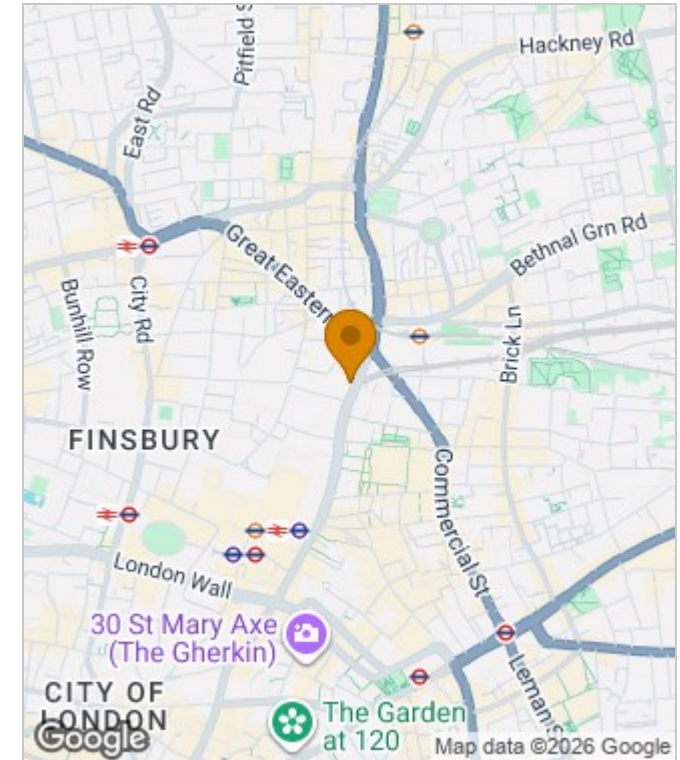 Pitfield S
Hackney Rd
East Rd
Great Eastern
Bethnal Grn Rd
Bunhill Row
City Rd
Brick Ln
FINSBURY
Commercial St
London Wall
30 St Mary Axe
(The Gherkin)
Leman S
CITY OF
LONDON
The Garden
at 120
Google
Map data ©2026 Google